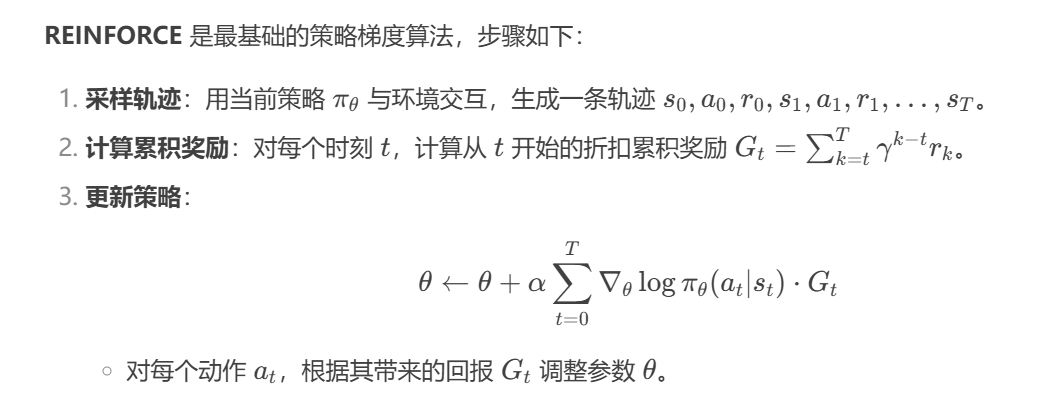 REINFORCE 是最基础的策略梯度算法，步骤如下：
1. 采样轨迹：用当前策略 $\pi_\theta$ 与环境交互，生成一条轨迹 $s_0, a_0, r_0, s_1, a_1, r_1, \ldots, s_T$。
2. 计算累积奖励：对每个时刻 $t$，计算从 $t$ 开始的折扣累积奖励 $G_t = \sum_{k=t}^{T} \gamma^{k-t} r_k$。
3. 更新策略：
$\theta \leftarrow \theta + \alpha \sum_{t=0}^{T} \nabla_\theta \log \pi_\theta(a_t|s_t) \cdot G_t$
○ 对每个动作 $a_t$，根据其带来的回报 $G_t$ 调整参数 $\theta$。